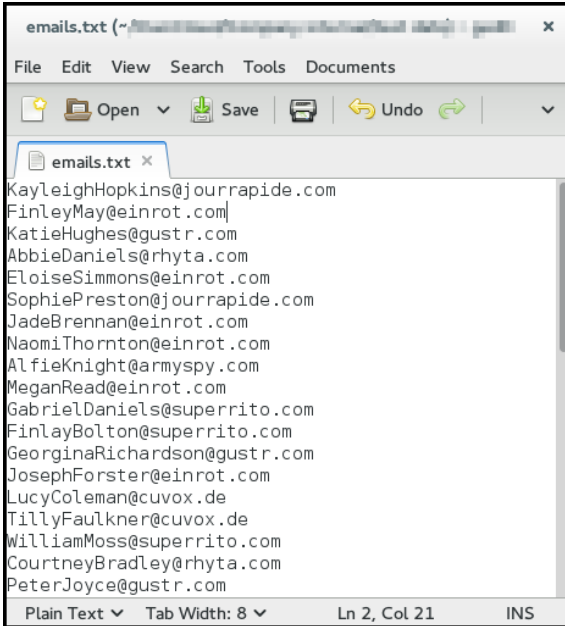 emails.txt (~/
File Edit View Search Tools Documents
Open Save Undo
emails.txt ×
KayleighHopkins@jourrapide.com
FinleyMay@einrot.com
KatieHughes@gustr.com
AbbieDaniels@rhyta.com
EloiseSimmons@einrot.com
SophiePreston@jourrapide.com
JadeBrennan@einrot.com
NaomiThornton@einrot.com
AlfieKnight@armyspy.com
MeganRead@einrot.com
GabrielDaniels@superrito.com
FinlayBolton@superrito.com
GeorginaRichardson@gustr.com
JosephForster@einrot.com
LucyColeman@cuvox.de
TillyFaulkner@cuvox.de
WilliamMoss@superrito.com
CourtneyBradley@rhyta.com
PeterJoyce@gustr.com
Plain Text Tab Width: 8 Ln 2, Col 21 INS